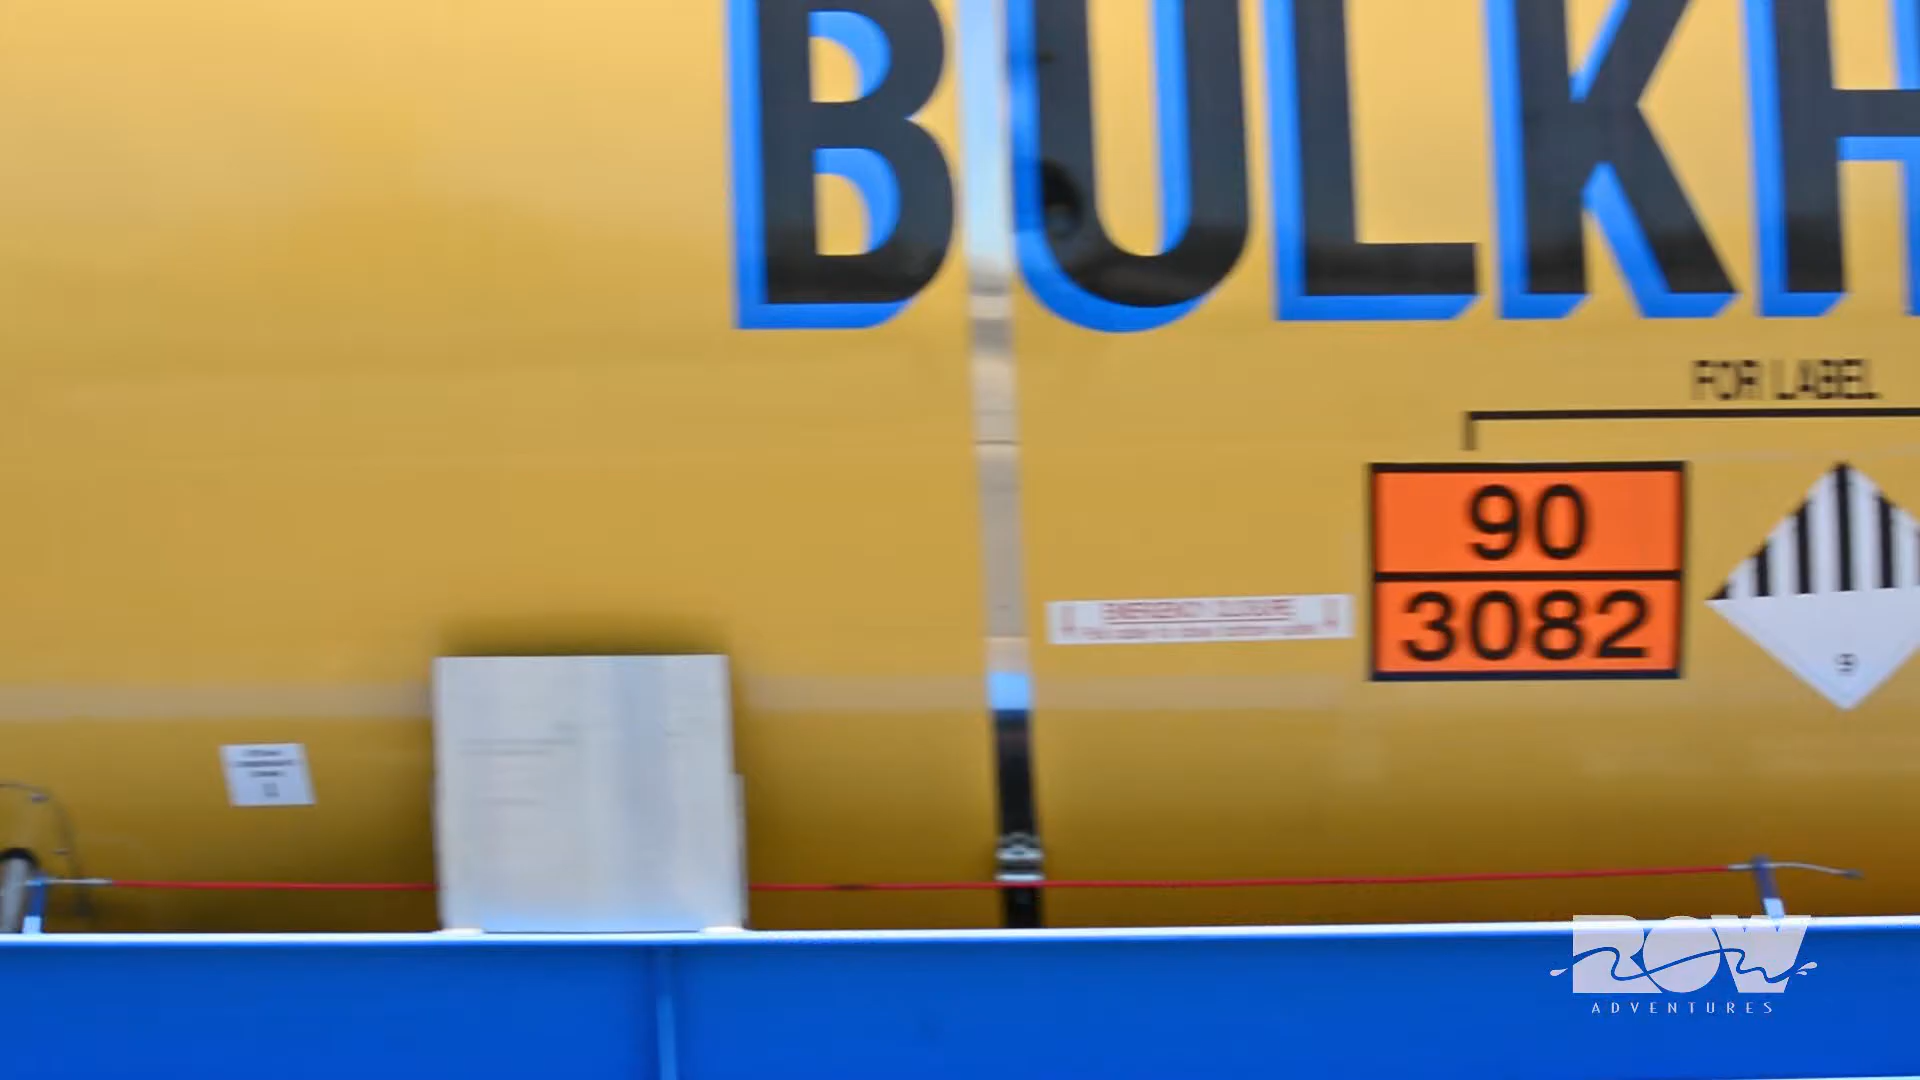 BULKH
FOR LABEL
90
3082
9
EMERGENCY CLOSURE
ROW
ADVENTURES